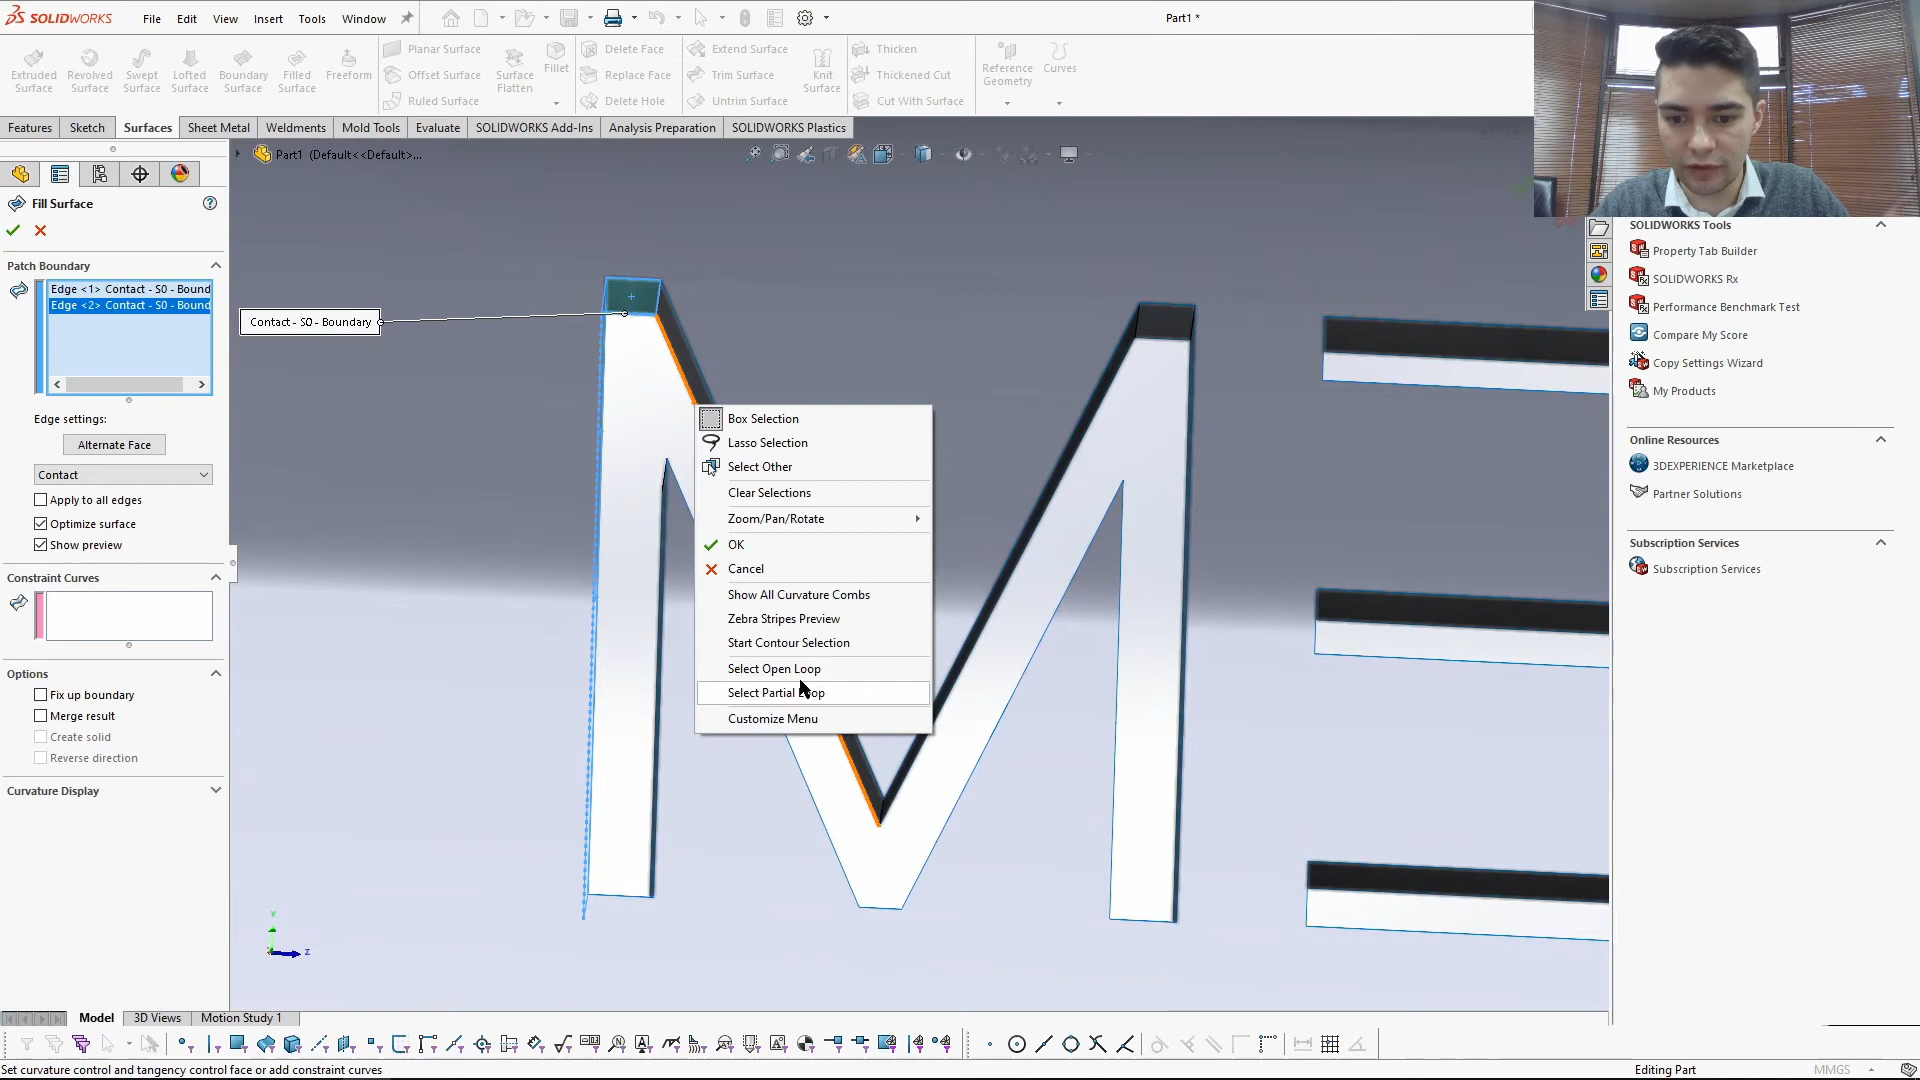 SOLIDWORKS
File Edit View Insert Tools Window
Part1 *
Extruded Surface
Revolved Surface
Swept Surface
Lofted Surface
Boundary Surface
Filled Surface
Freeform
Planar Surface
Offset Surface
Ruled Surface
Surface Flatten
Fillet
Delete Face
Replace Face
Delete Hole
Extend Surface
Trim Surface
Untrim Surface
Knit Surface
Thicken
Thickened Cut
Cut With Surface
Reference Geometry
Curves
Features Sketch Surfaces Sheet Metal Weldments Mold Tools Evaluate SOLIDWORKS Add-Ins Analysis Preparation SOLIDWORKS Plastics
Part1 (Default<<Default>...
Fill Surface
Patch Boundary
Edge <1> Contact - S0 - Bound
Edge <2> Contact - S0 - Bound
Edge settings:
Alternate Face
Contact
Apply to all edges
Optimize surface
Show preview
Constraint Curves
Options
Fix up boundary
Merge result
Create solid
Reverse direction
Curvature Display
Contact - S0 - Boundary
Box Selection
Lasso Selection
Select Other
Clear Selections
Zoom/Pan/Rotate
OK
Cancel
Show All Curvature Combs
Zebra Stripes Preview
Start Contour Selection
Select Open Loop
Select Partial Loop
Customize Menu
Y
Z
SOLIDWORKS Tools
Property Tab Builder
SOLIDWORKS Rx
Performance Benchmark Test
Compare My Score
Copy Settings Wizard
My Products
Online Resources
3DEXPERIENCE Marketplace
Partner Solutions
Subscription Services
Subscription Services
Model 3D Views Motion Study 1
Set curvature control and tangency control face or add constraint curves
Editing Part
MMGS